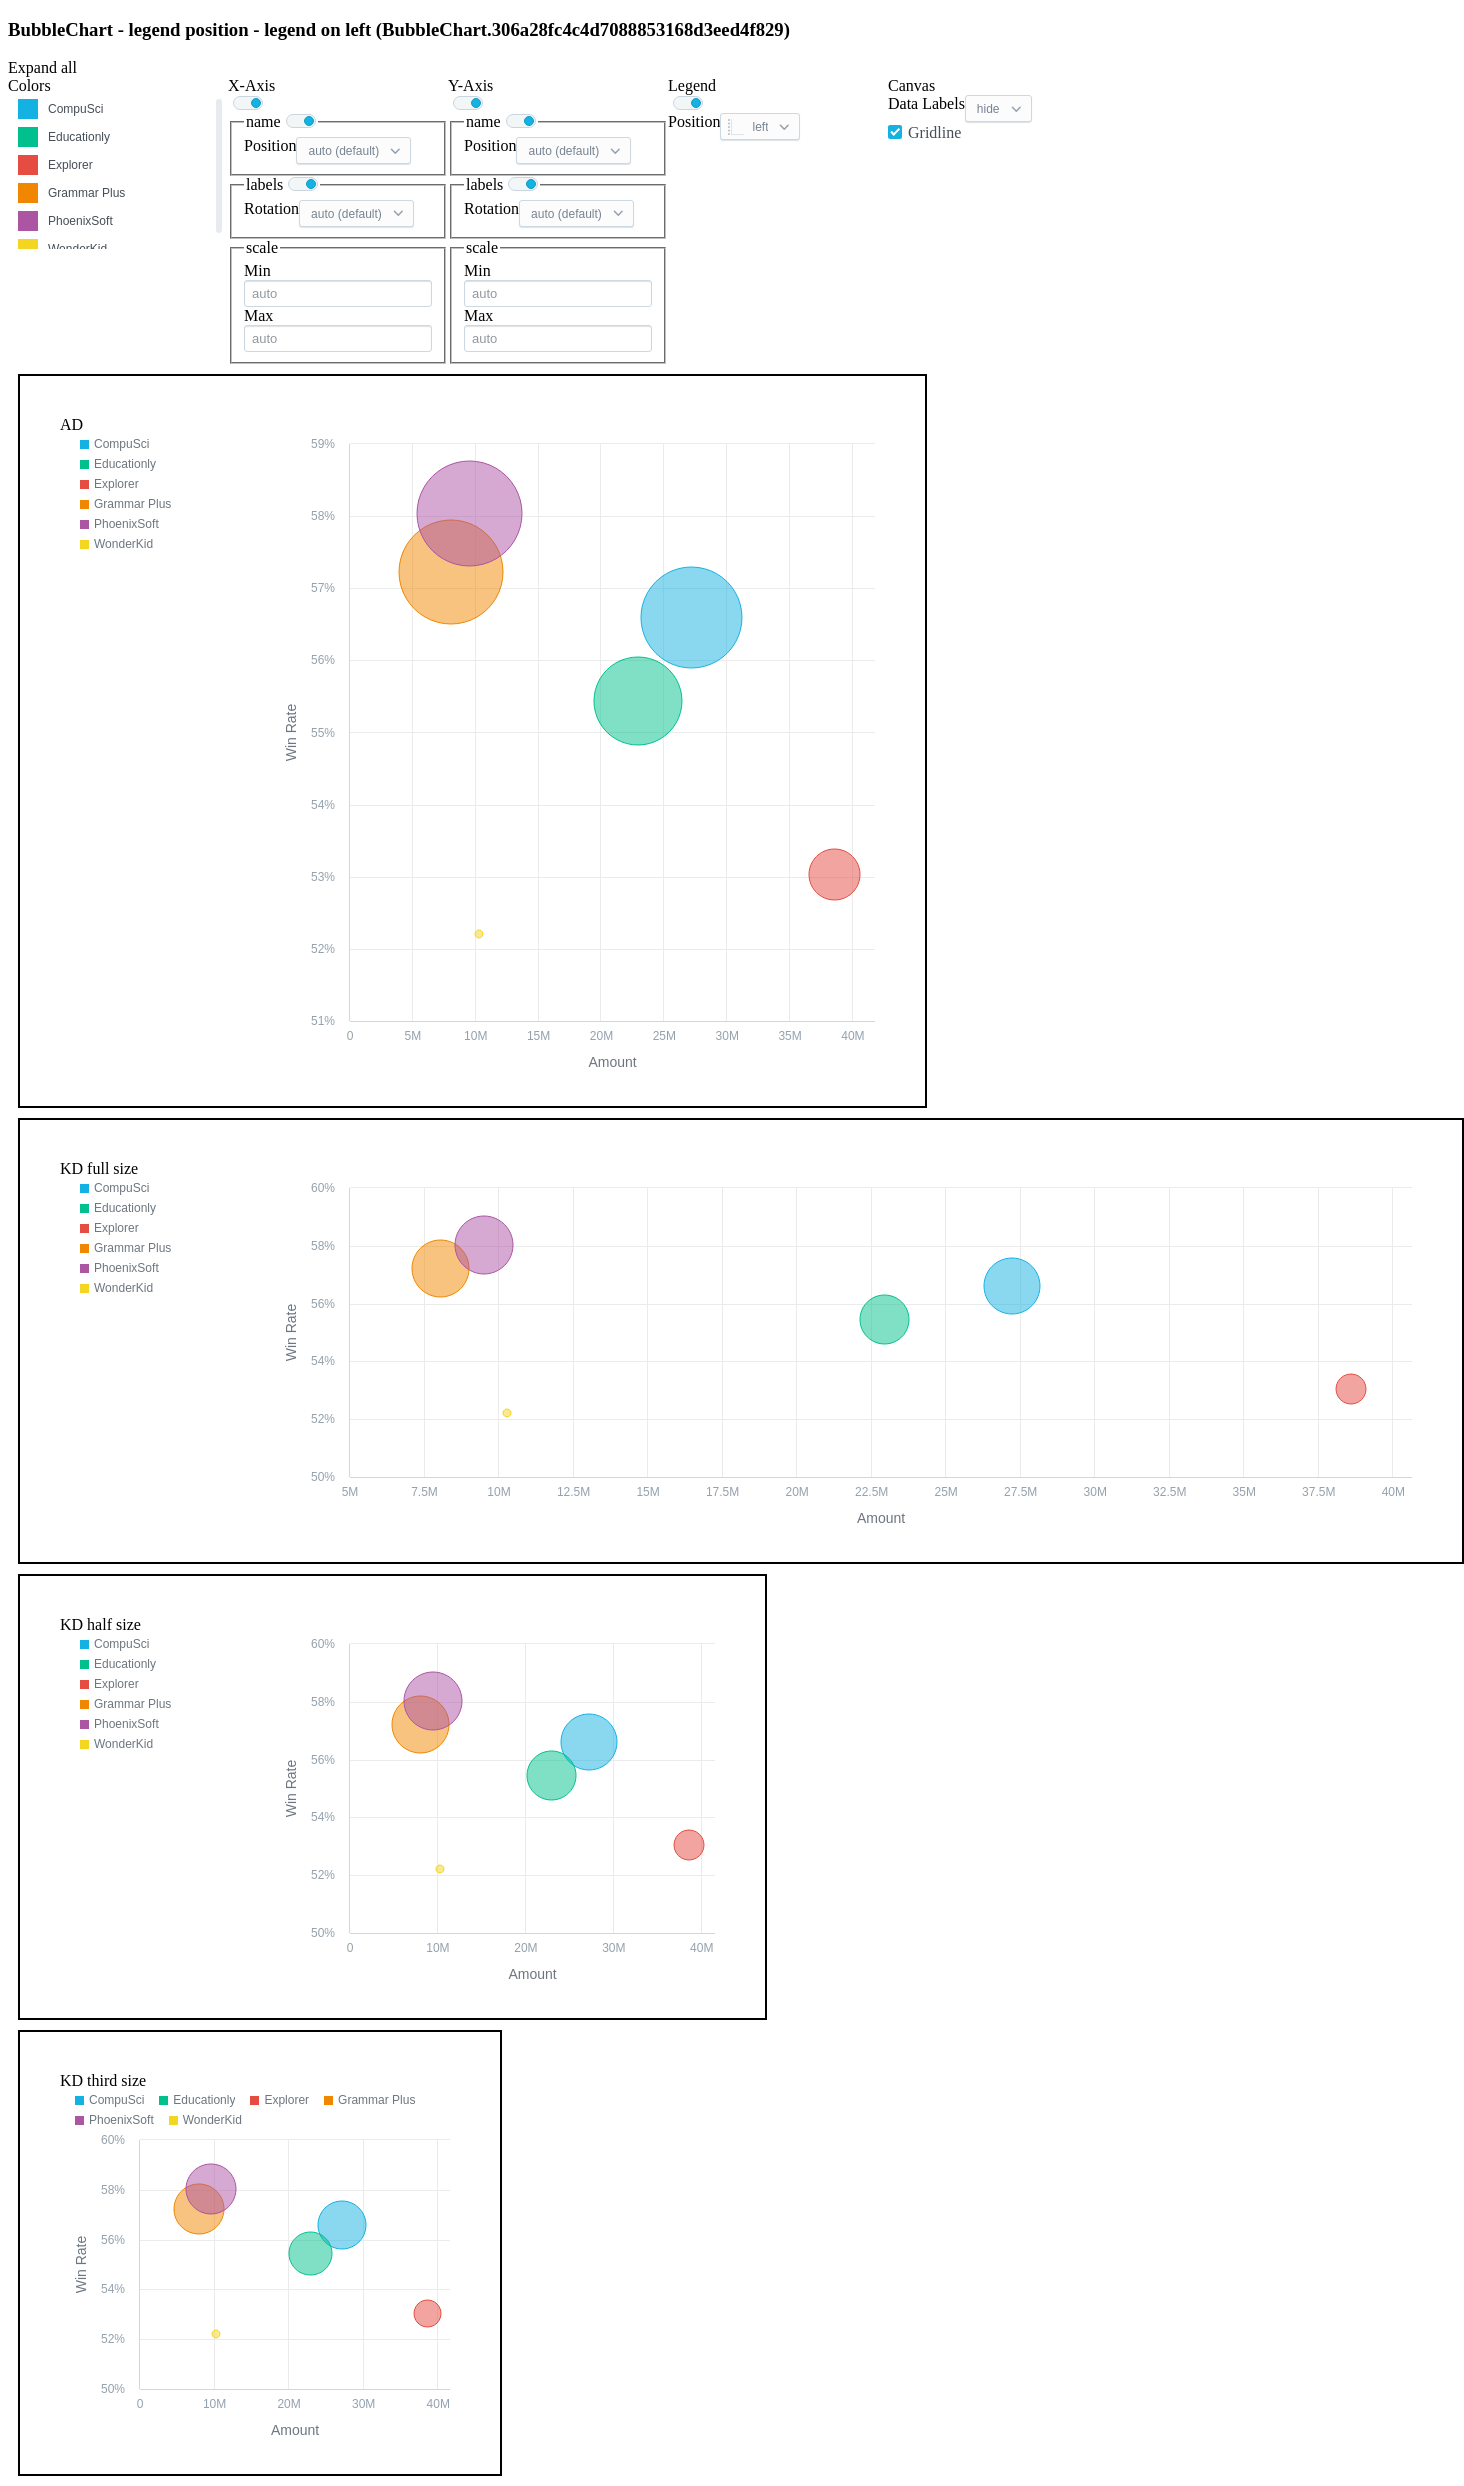 BubbleChart - legend position - legend on left (BubbleChart.306a28fc4c4d7088853168d3eed4f829)
Expand all
Colors
CompuSci
Educationly
Explorer
Grammar Plus
PhoenixSoft
WonderKid
X-Axis
name
Position auto (default)
labels
Rotation auto (default)
scale
Min
auto
Max
auto
Y-Axis
name
Position auto (default)
labels
Rotation auto (default)
scale
Min
auto
Max
auto
Legend
Position left
Canvas
Data Labels hide
Gridline
AD
CompuSci
Educationly
Explorer
Grammar Plus
PhoenixSoft
WonderKid
Win Rate
59%
58%
57%
56%
55%
54%
53%
52%
51%
0 5M 10M 15M 20M 25M 30M 35M 40M
Amount
KD full size
CompuSci
Educationly
Explorer
Grammar Plus
PhoenixSoft
WonderKid
Win Rate
60%
58%
56%
54%
52%
50%
5M 7.5M 10M 12.5M 15M 17.5M 20M 22.5M 25M 27.5M 30M 32.5M 35M 37.5M 40M
Amount
KD half size
CompuSci
Educationly
Explorer
Grammar Plus
PhoenixSoft
WonderKid
Win Rate
60%
58%
56%
54%
52%
50%
0 10M 20M 30M 40M
Amount
KD third size
CompuSci Educationly Explorer Grammar Plus
PhoenixSoft WonderKid
Win Rate
60%
58%
56%
54%
52%
50%
0 10M 20M 30M 40M
Amount